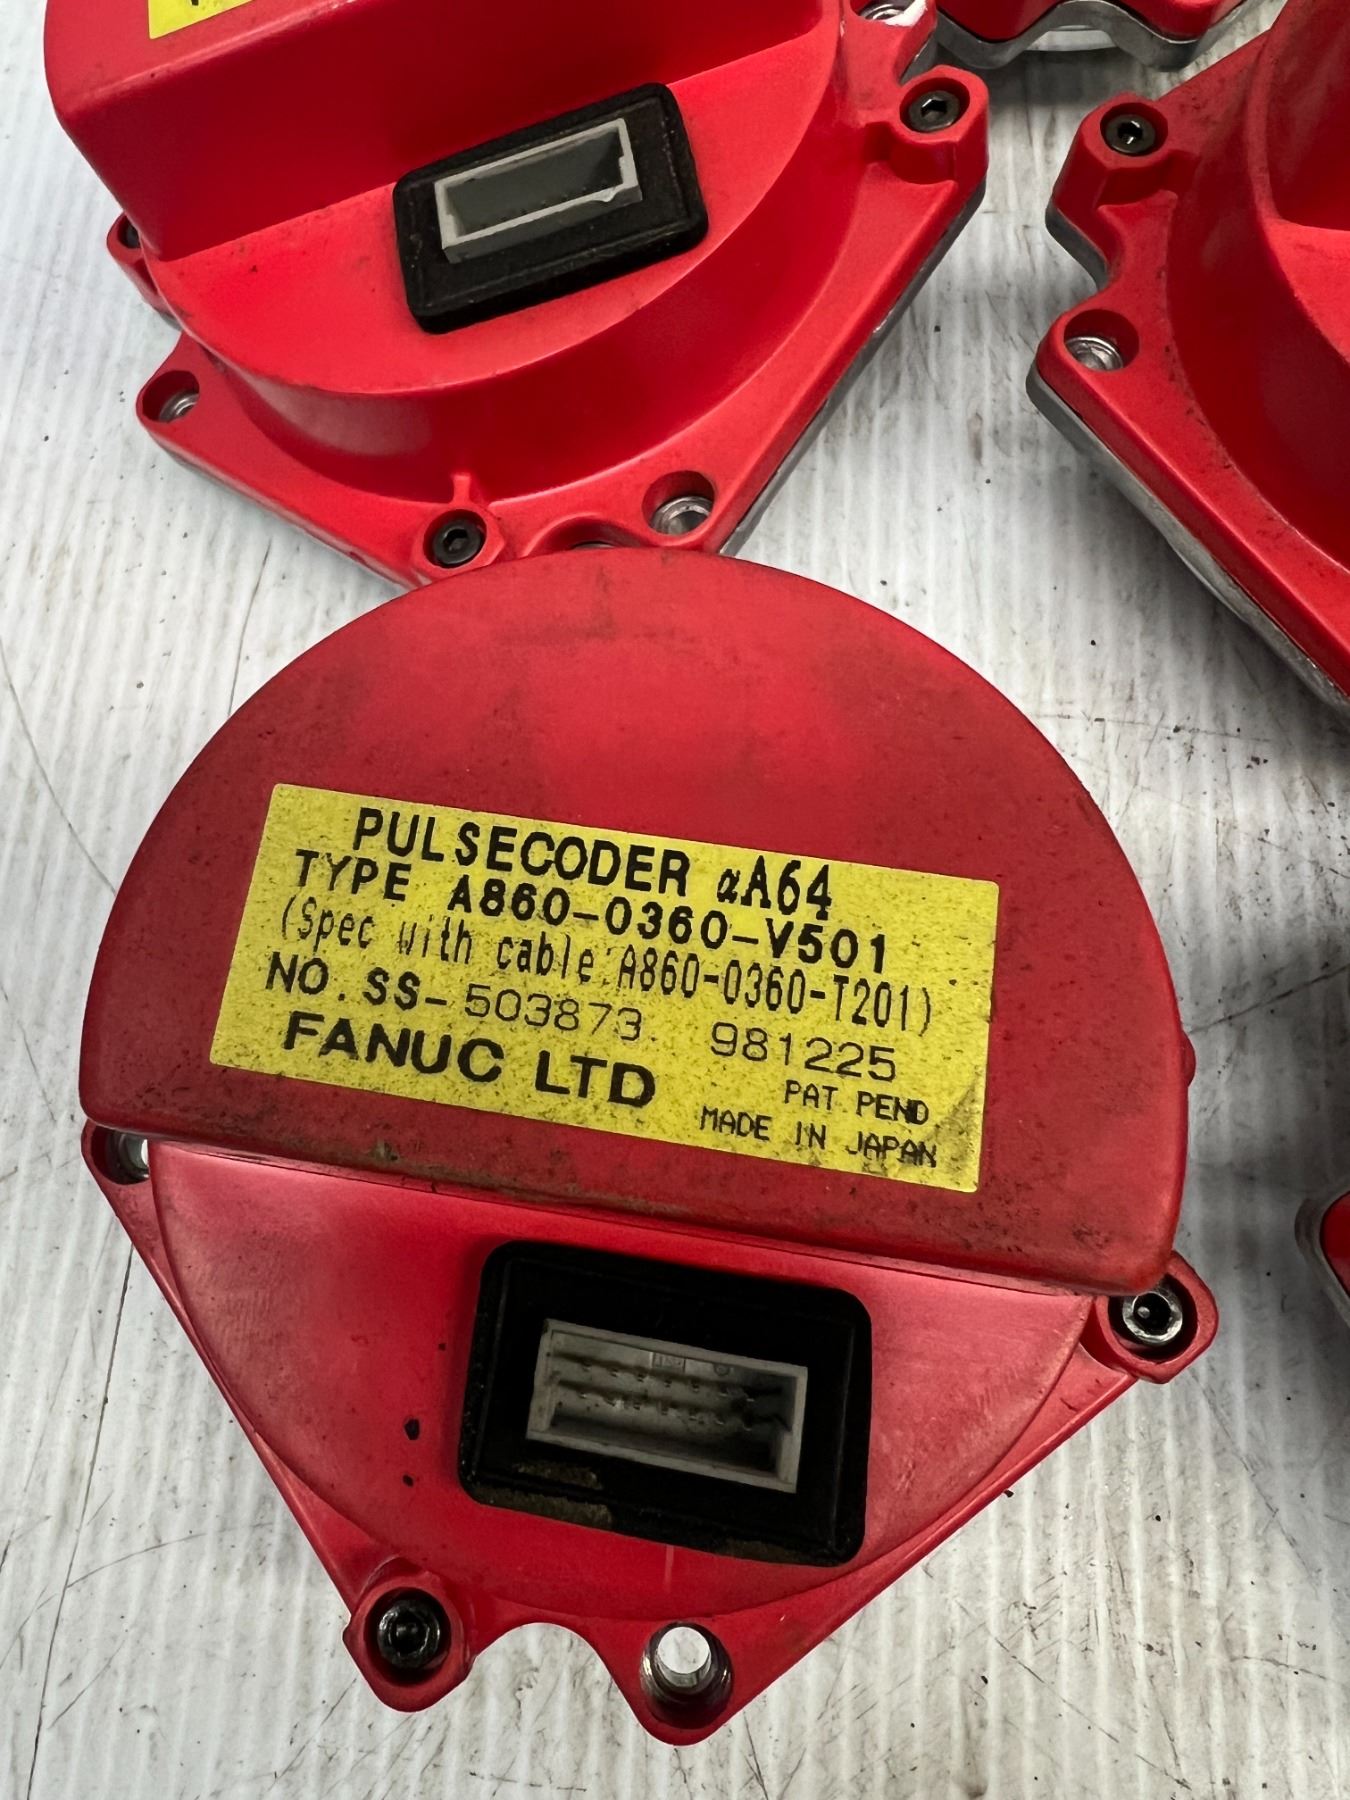 PULSECODER αA64
TYPE A860-0360-V501
(Spec with cable:A860-0360-T201)
NO. SS-503873. 981225
FANUC LTD
PAT. PEND.
MADE IN JAPAN